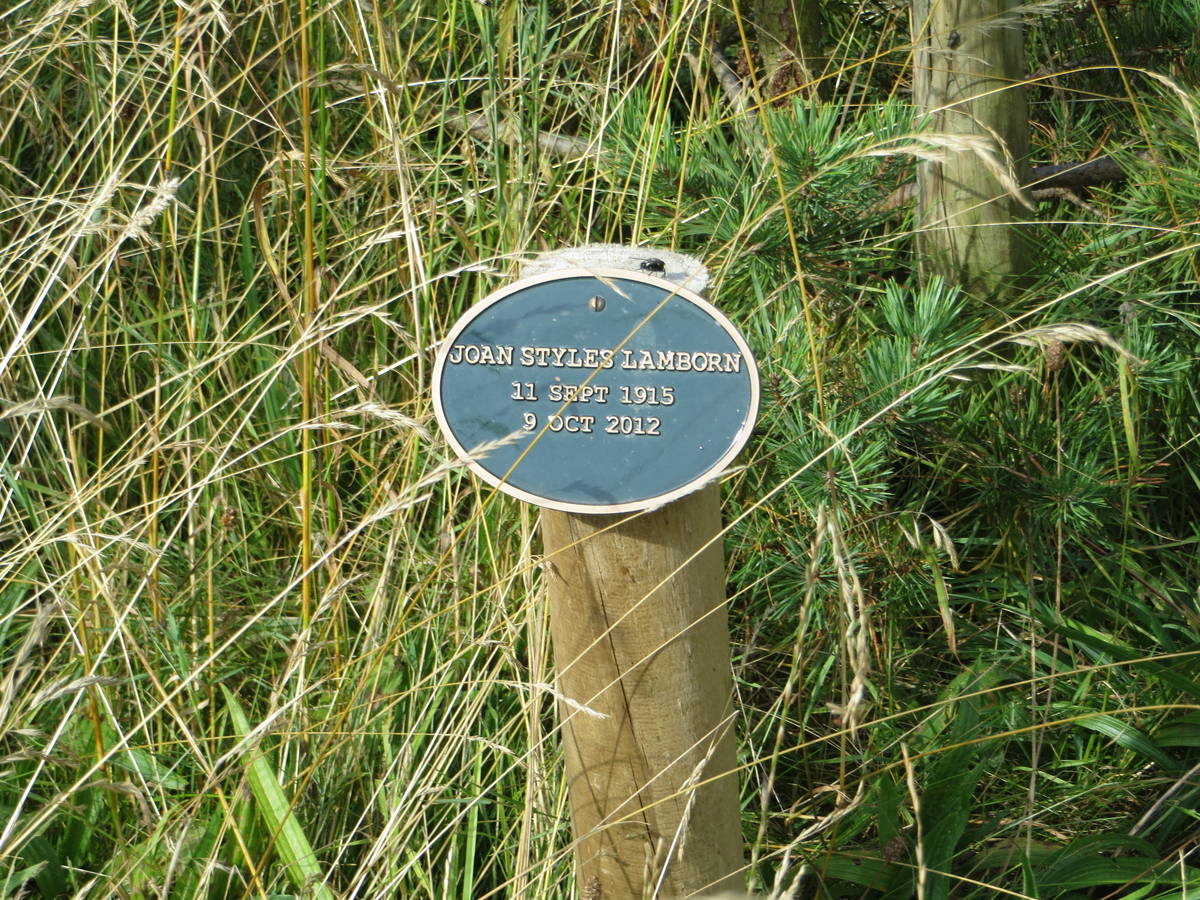 JOAN STYLES LAMBORN
11 SEPT 1915
9 OCT 2012